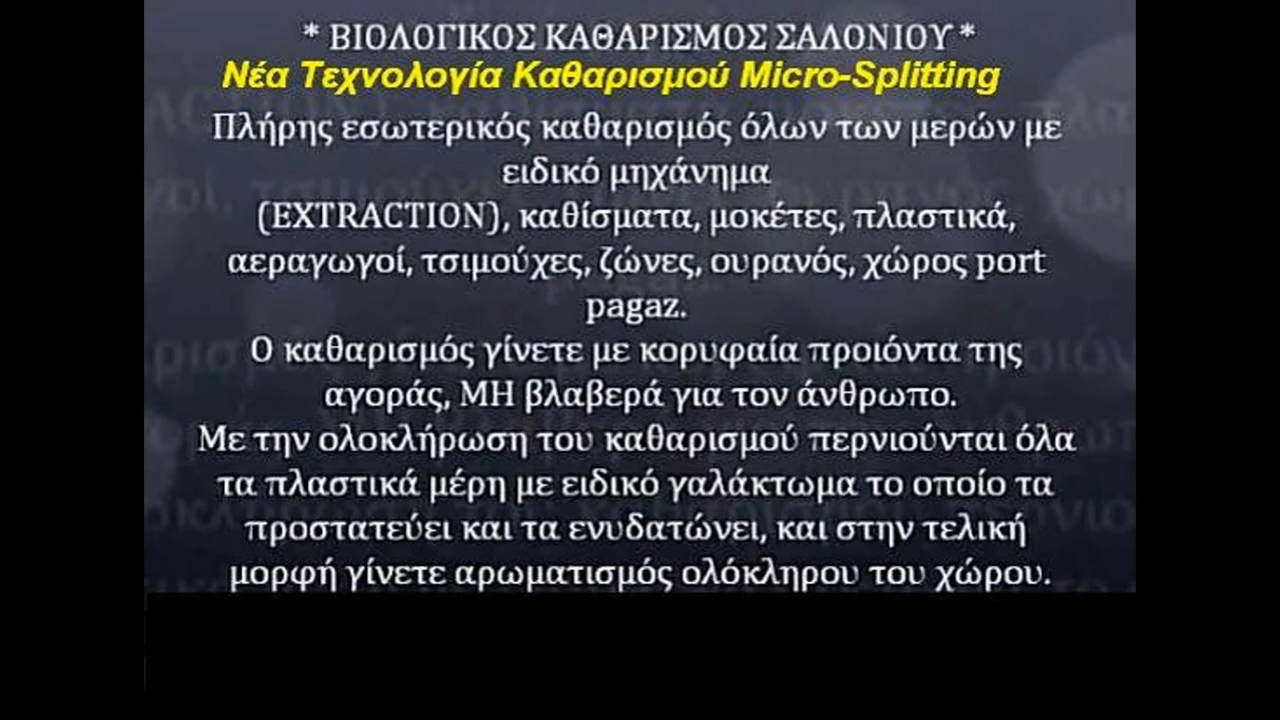 * ΒΙΟΛΟΓΙΚΟΣ ΚΑΘΑΡΙΣΜΟΣ ΣΑΛΟΝΙΟΥ *
Νέα Τεχνολογία Καθαρισμού Micro-Splitting
Πλήρης εσωτερικός καθαρισμός όλων των μερών με
ειδικό μηχάνημα
(EXTRACTION), καθίσματα, μοκέτες, πλαστικά,
αεραγωγοί, τσιμούχες, ζώνες, ουρανός, χώρος port
pagaz.
Ο καθαρισμός γίνετε με κορυφαία προιόντα της
αγοράς, ΜΗ βλαβερά για τον άνθρωπο.
Με την ολοκλήρωση του καθαρισμού περνιούνται όλα
τα πλαστικά μέρη με ειδικό γαλάκτωμα το οποίο τα
προστατεύει και τα ενυδατώνει, και στην τελική
μορφή γίνετε αρωματισμός ολόκληρου του χώρου.